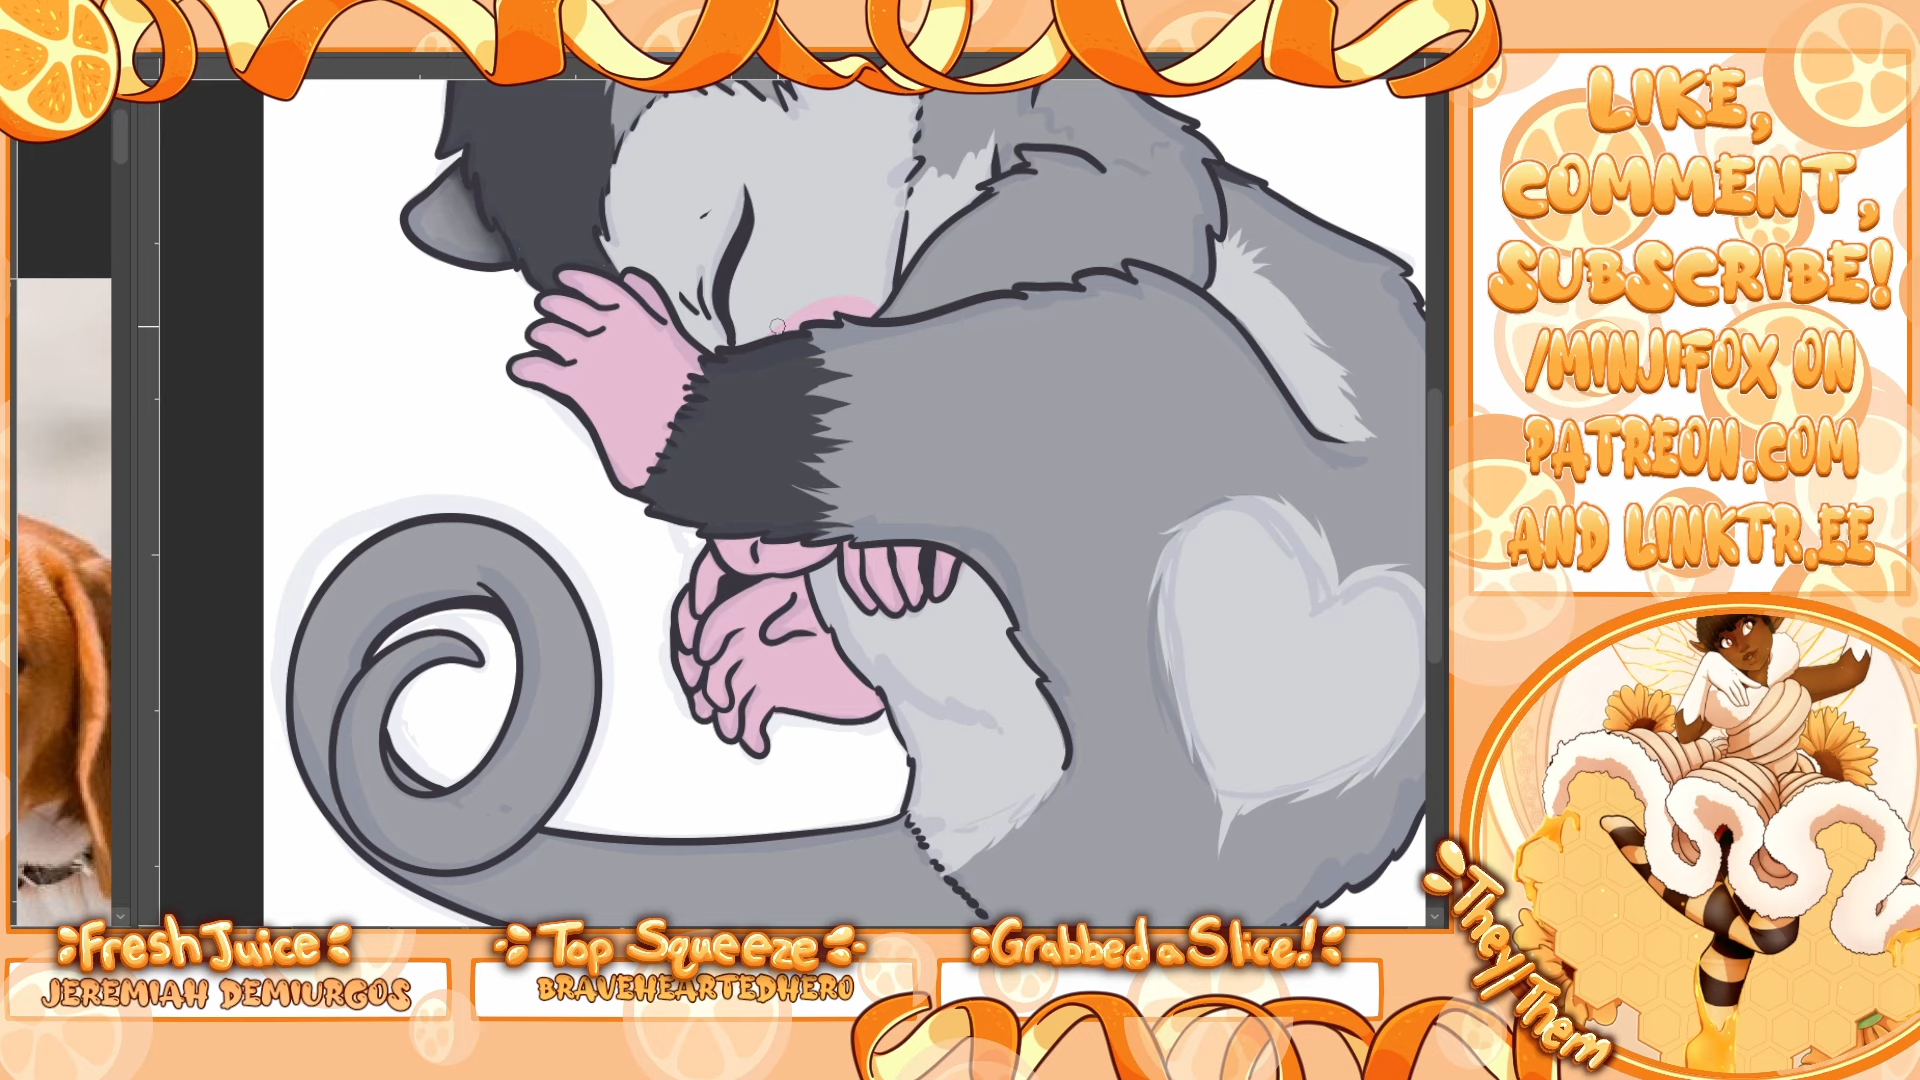 LIKE,
COMMENT,
SUBSCRIBE!
/MINJIFOX ON
PATREON.COM
AND LINKTR.EE
They/Them
Fresh Juice
JEREMIAH DEMIURGOS
Top Squeeze
BRAVEHEARTEDHERO
Grabbed a Slice!